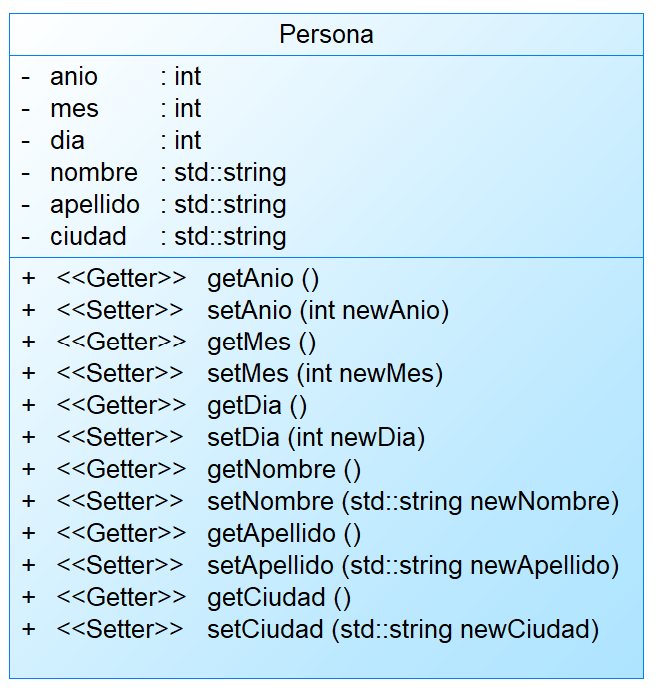 Persona
- anio : int
- mes : int
- dia : int
- nombre : std::string
- apellido : std::string
- ciudad : std::string
+ <<Getter>> getAnio ()
+ <<Setter>> setAnio (int newAnio)
+ <<Getter>> getMes ()
+ <<Setter>> setMes (int newMes)
+ <<Getter>> getDia ()
+ <<Setter>> setDia (int newDia)
+ <<Getter>> getNombre ()
+ <<Setter>> setNombre (std::string newNombre)
+ <<Getter>> getApellido ()
+ <<Setter>> setApellido (std::string newApellido)
+ <<Getter>> getCiudad ()
+ <<Setter>> setCiudad (std::string newCiudad)